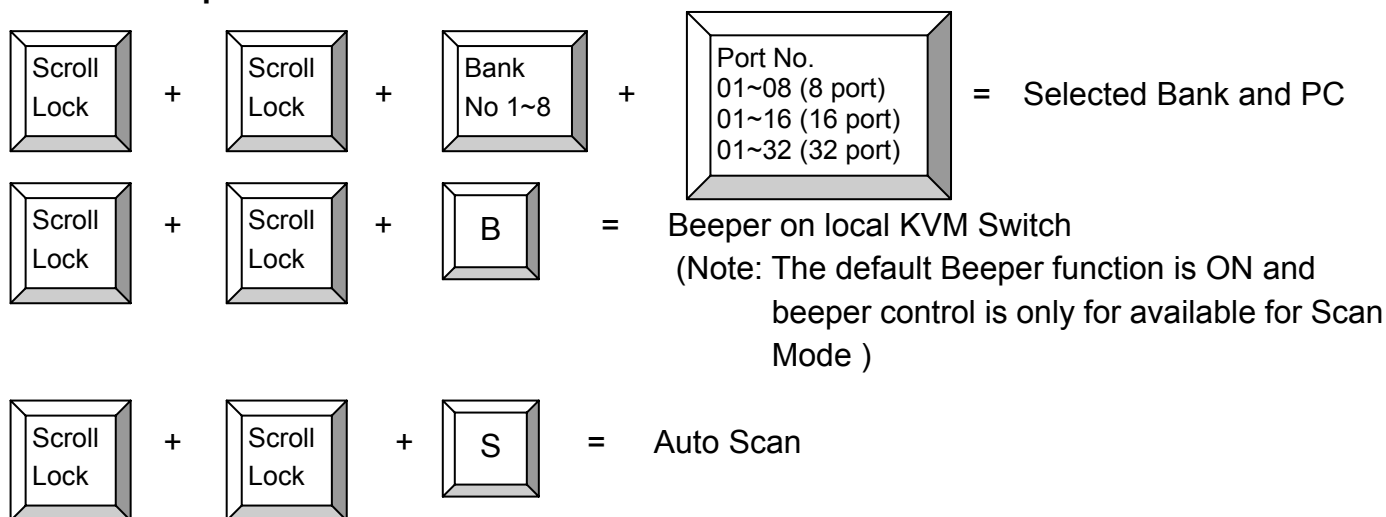 Scroll Lock + Scroll Lock + Bank No 1~8 + Port No. 01~08 (8 port) 01~16 (16 port) 01~32 (32 port) = Selected Bank and PC
Scroll Lock + Scroll Lock + B = Beeper on local KVM Switch
(Note: The default Beeper function is ON and
beeper control is only for available for Scan
Mode )
Scroll Lock + Scroll Lock + S = Auto Scan